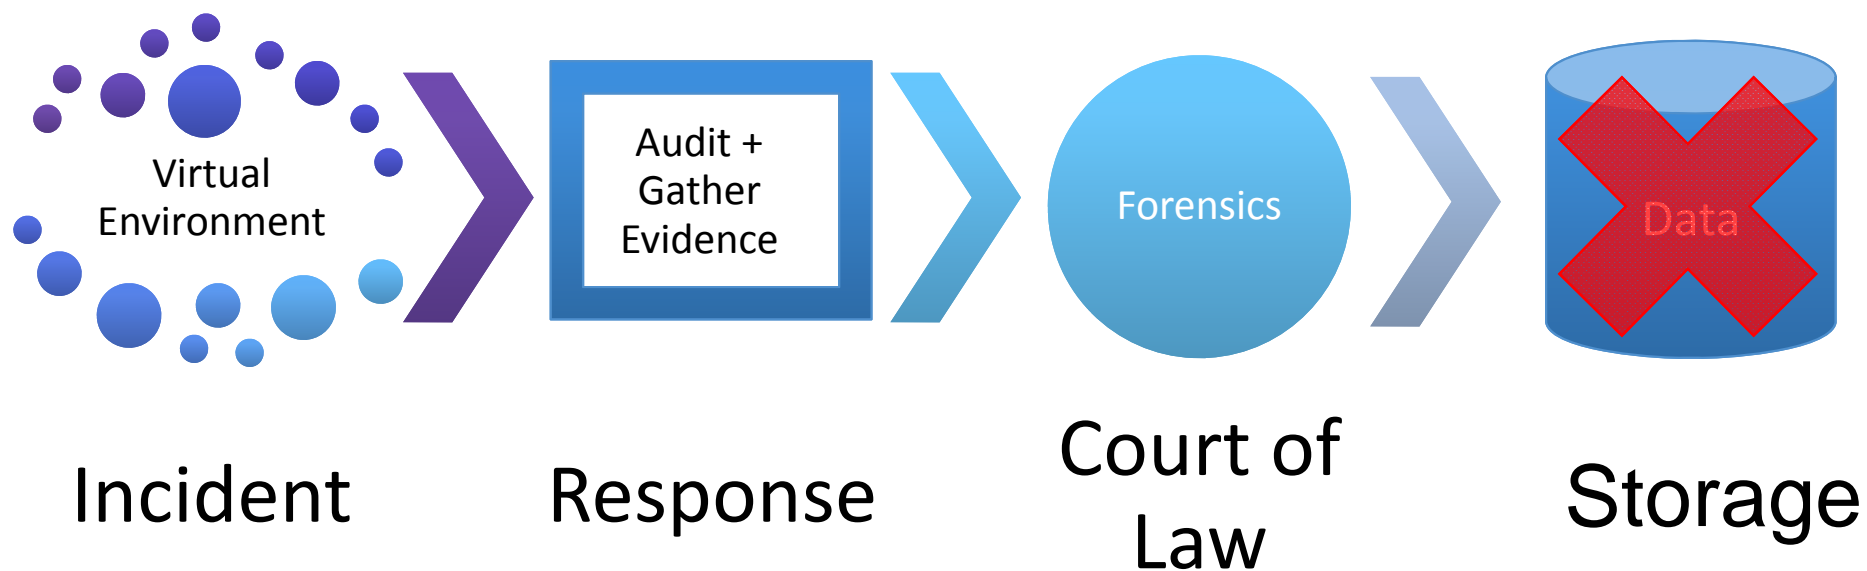 Virtual
Environment
Audit +
Gather
Evidence
Forensics
Data
Incident
Response
Court of
Law
Storage